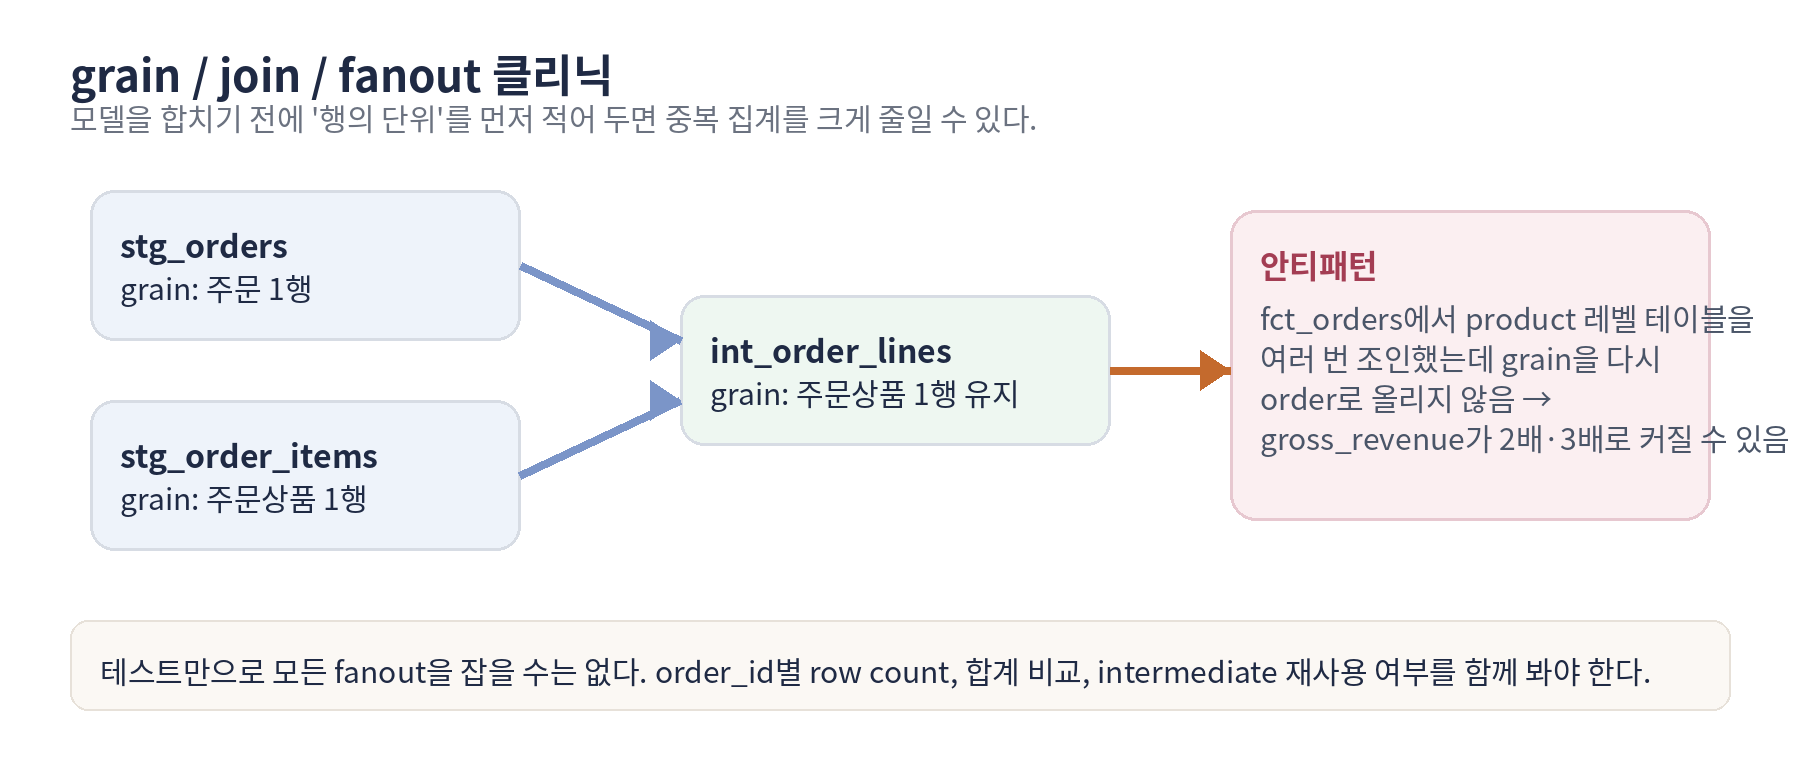 grain / join / fanout 클리닉
모델을 합치기 전에 '행의 단위'를 먼저 적어 두면 중복 집계를 크게 줄일 수 있다.
stg_orders
grain: 주문 1행
stg_order_items
grain: 주문상품 1행
int_order_lines
grain: 주문상품 1행 유지
안티패턴
fct_orders에서 product 레벨 테이블을
여러 번 조인했는데 grain을 다시
order로 올리지 않음 →
gross_revenue가 2배·3배로 커질 수 있음
테스트만으로 모든 fanout을 잡을 수는 없다. order_id별 row count, 합계 비교, intermediate 재사용 여부를 함께 봐야 한다.